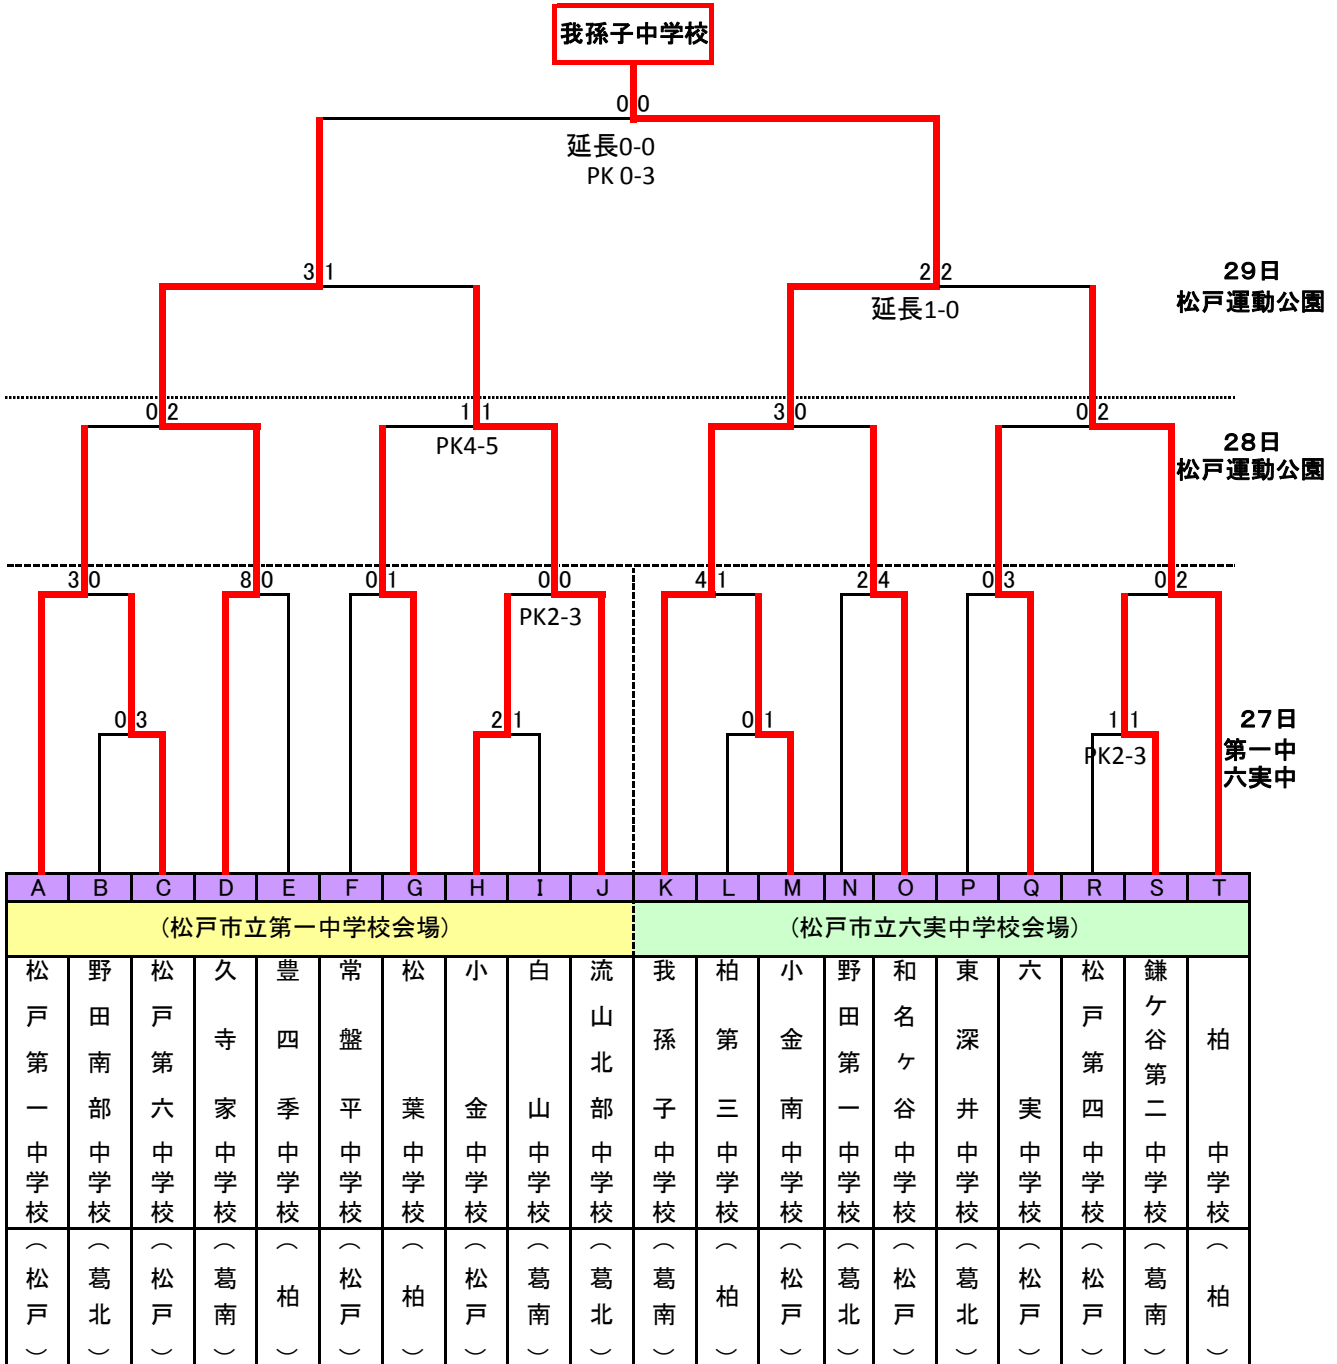 我孫子中学校
0 0
延長0-0
PK 0-3
3 1
2 2
延長1-0
29日
松戸運動公園
0 2
1 1
PK4-5
3 0
0 2
28日
松戸運動公園
3 0
8 0
0 1
0 0
PK2-3
4 1
2 4
0 3
0 2
0 3
2 1
0 1
1 1
PK2-3
27日
第一中
六実中
A B C D E F G H I J K L M N O P Q R S T
(松戸市立第一中学校会場)
(松戸市立六実中学校会場)
松戸第一中学校(松戸)
野田南部中学校(葛北)
松戸第六中学校(松戸)
久寺家中学校(葛南)
豊四季中学校(柏)
常盤平中学校(松戸)
松葉中学校(柏)
小金中学校(松戸)
白山中学校(葛南)
流山北部中学校(葛北)
我孫子中学校(葛南)
柏第三中学校(柏)
小金南中学校(松戸)
野田第一中学校(葛北)
和名ヶ谷中学校(松戸)
東深井中学校(葛北)
六実中学校(松戸)
松戸第四中学校(松戸)
鎌ケ谷第二中学校(葛南)
柏中学校(柏)